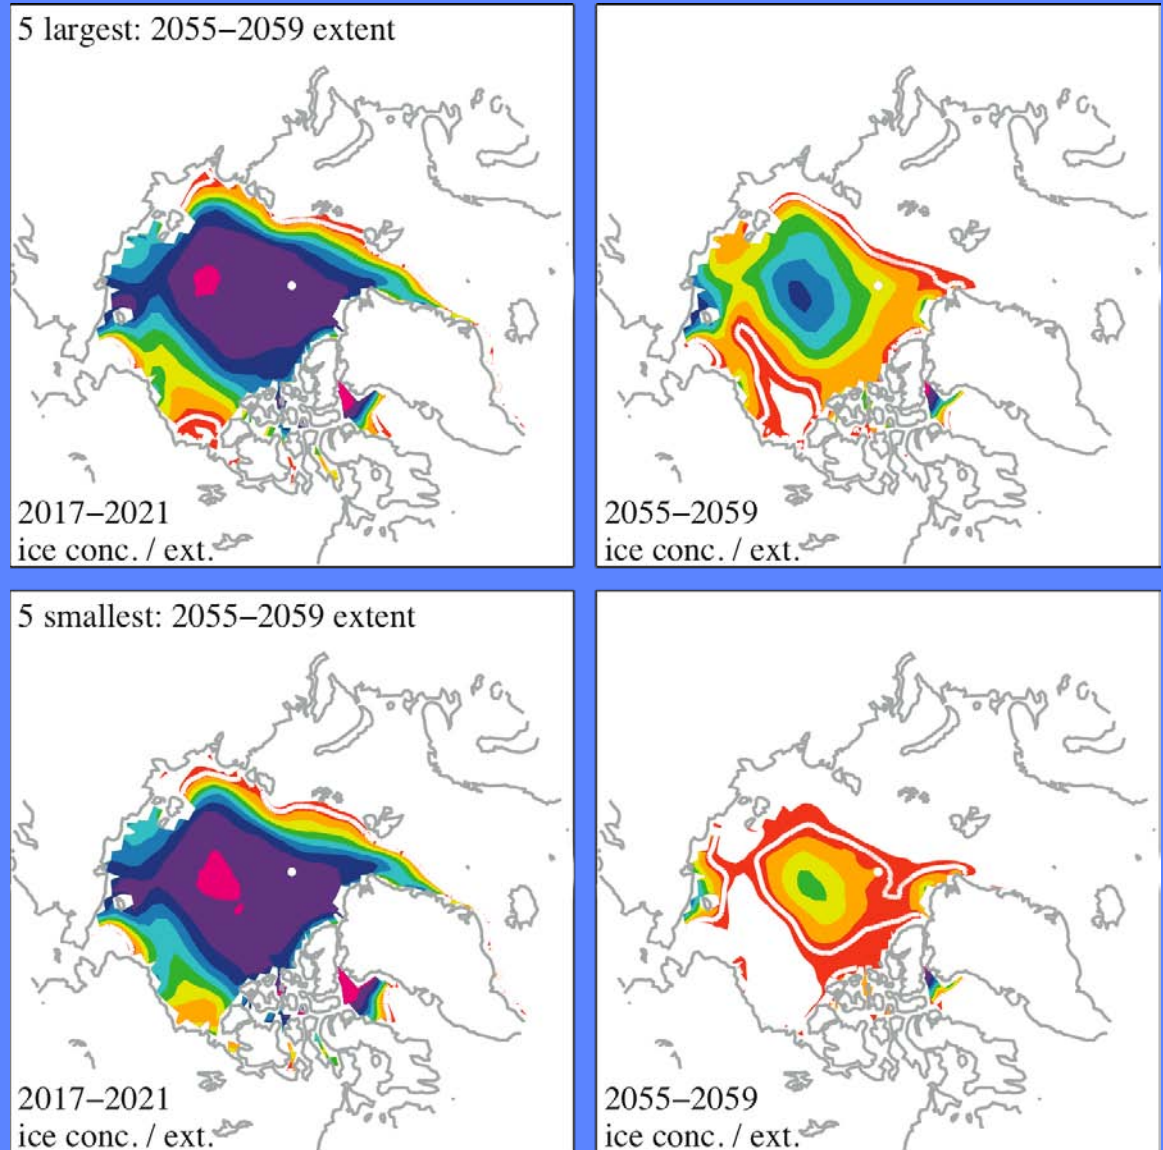 5 largest: 2055–2059 extent
2017–2021
ice conc. / ext.
2055–2059
ice conc. / ext.
5 smallest: 2055–2059 extent
2017–2021
ice conc. / ext.
2055–2059
ice conc. / ext.